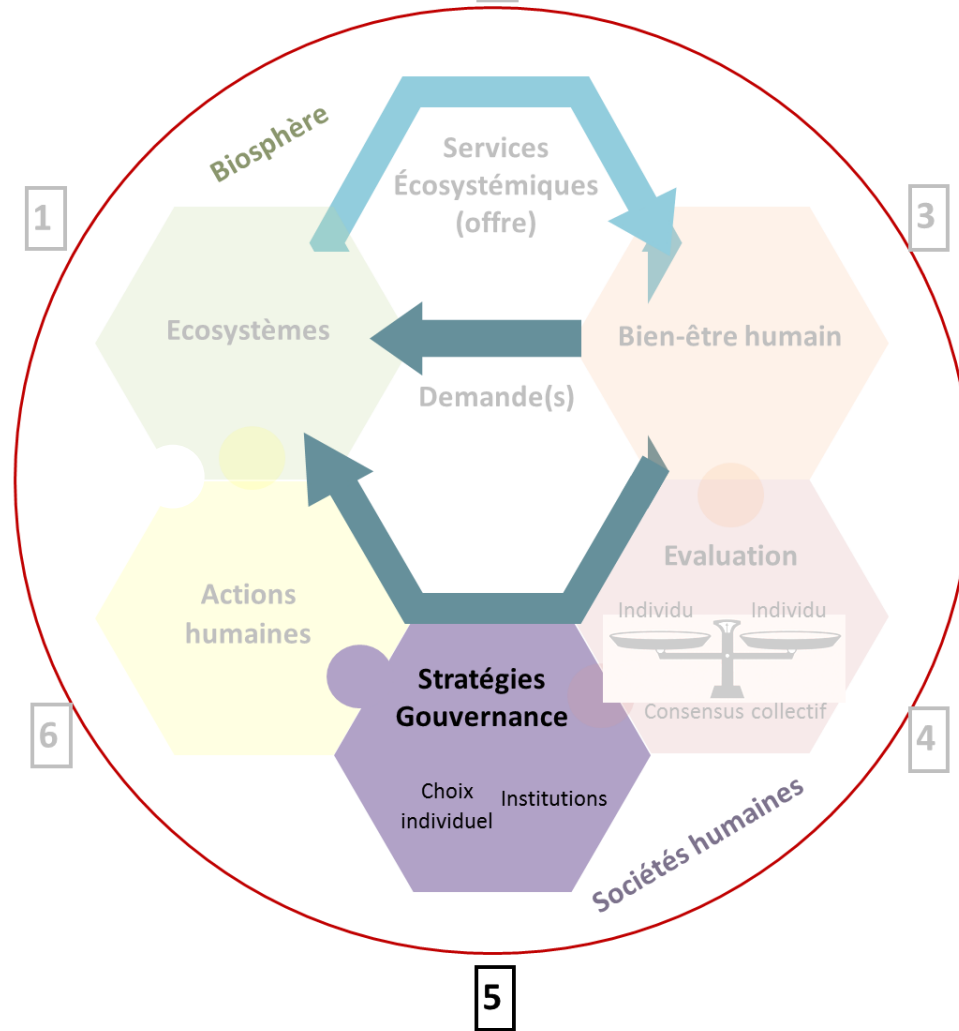 Biosphère
Services
Écosystémiques
(offre)
1
3
Ecosystèmes
Bien-être humain
Demande(s)
Evaluation
Individu
Individu
Consensus collectif
Actions
humaines
Stratégies
Gouvernance
Choix
individuel
Institutions
6
4
Sociétés humaines
5